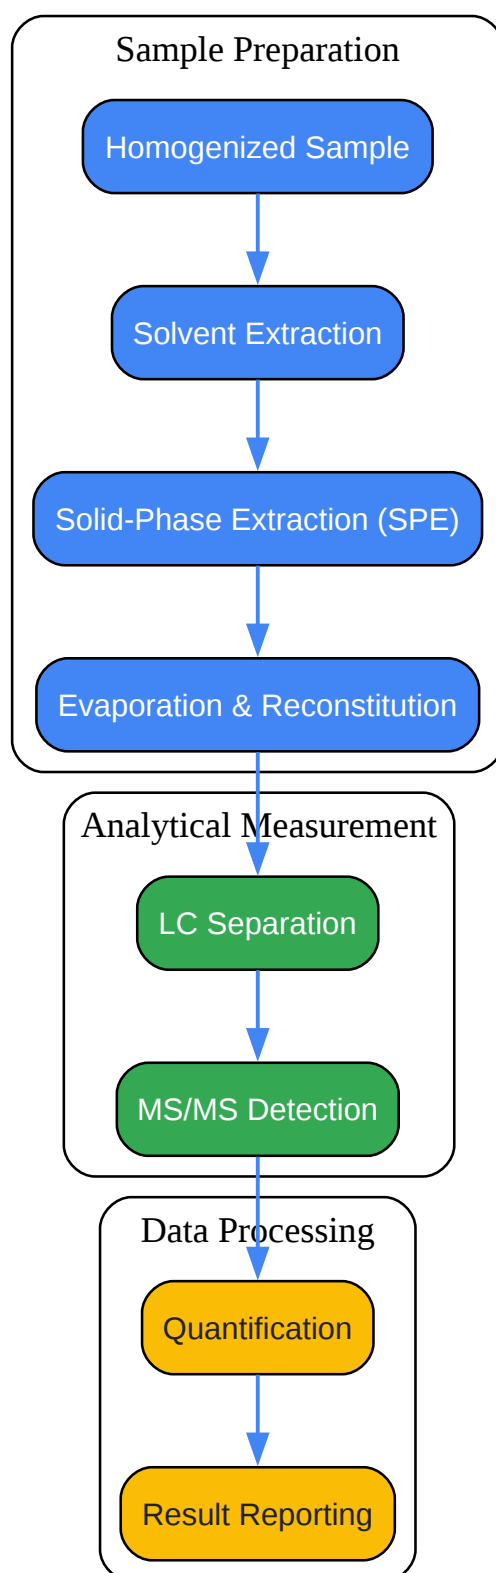 Sample Preparation
Homogenized Sample
Solvent Extraction
Solid-Phase Extraction (SPE)
Evaporation & Reconstitution
Analytical Measurement
LC Separation
MS/MS Detection
Data Processing
Quantification
Result Reporting